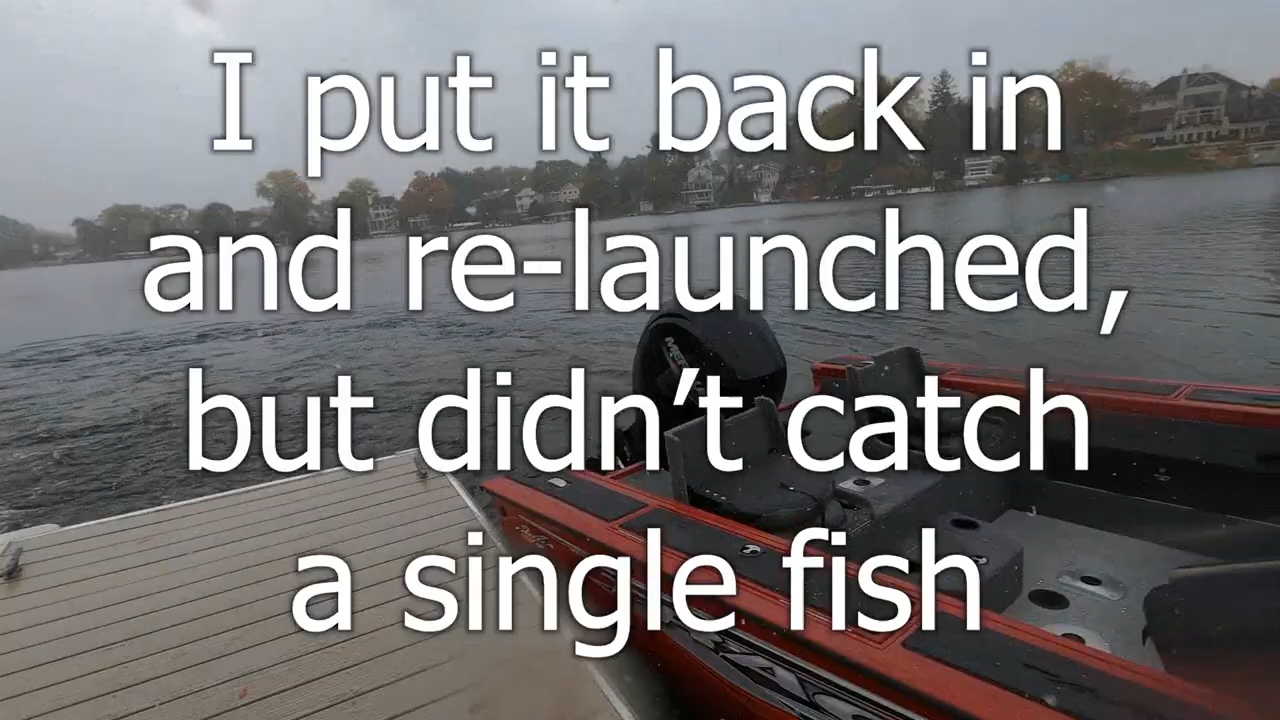 I put it back in
and re-launched,
but didn’t catch
a single fish